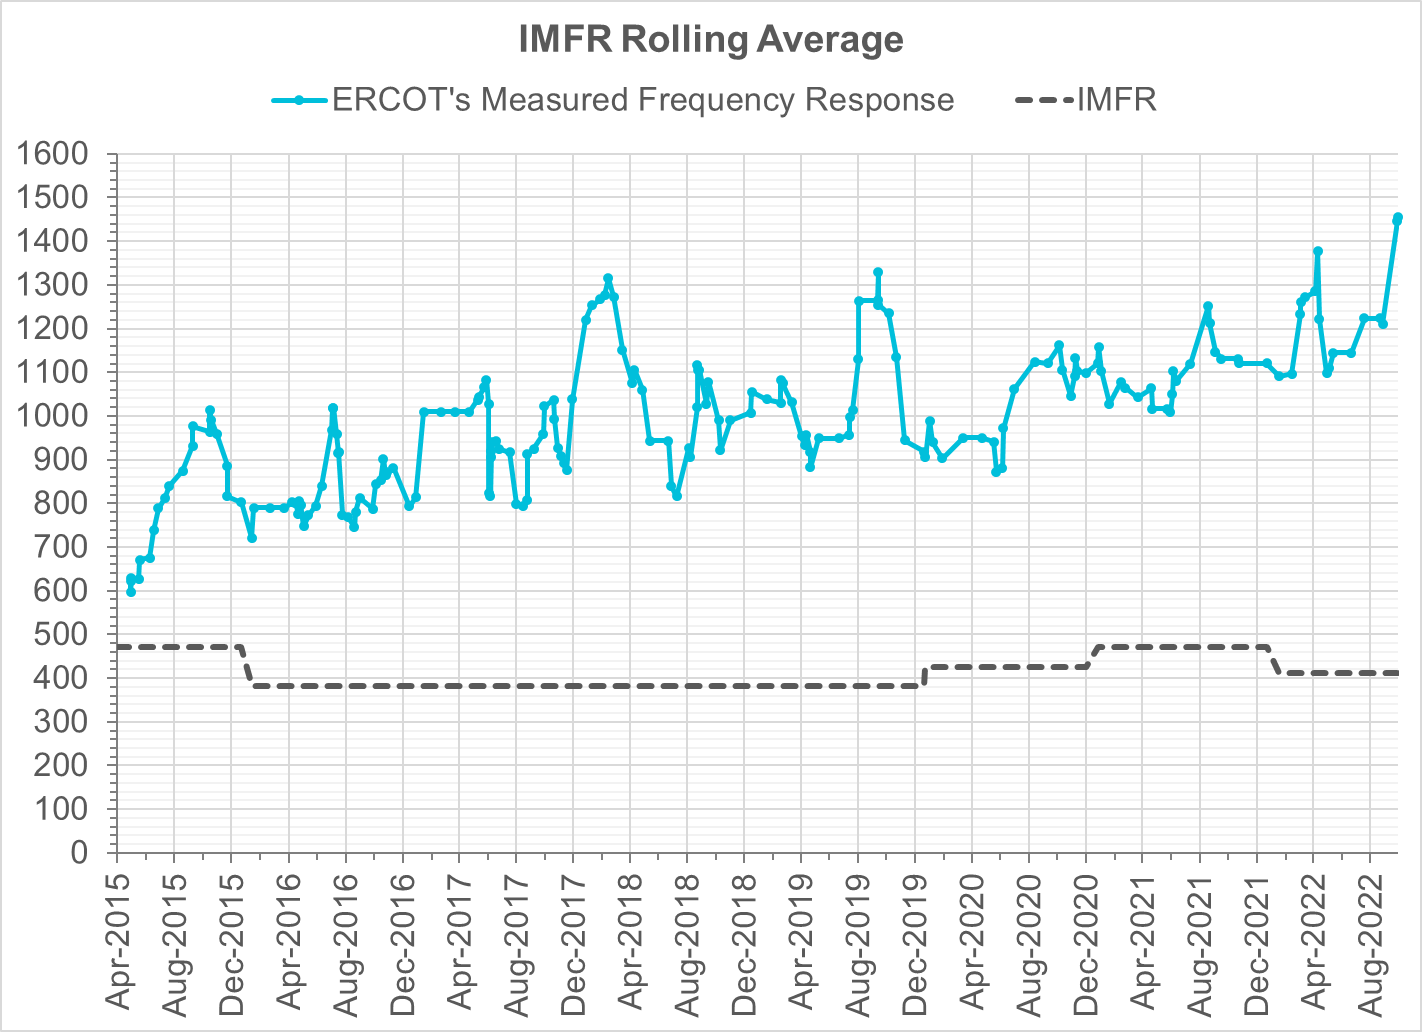 IMFR Rolling Average
ERCOT's Measured Frequency Response
IMFR
1600
1500
1400
1300
1200
1100
1000
900
800
700
600
500
400
300
200
100
0
Apr-2015
Aug-2015
Dec-2015
Apr-2016
Aug-2016
Dec-2016
Apr-2017
Aug-2017
Dec-2017
Apr-2018
Aug-2018
Dec-2018
Apr-2019
Aug-2019
Dec-2019
Apr-2020
Aug-2020
Dec-2020
Apr-2021
Aug-2021
Dec-2021
Apr-2022
Aug-2022